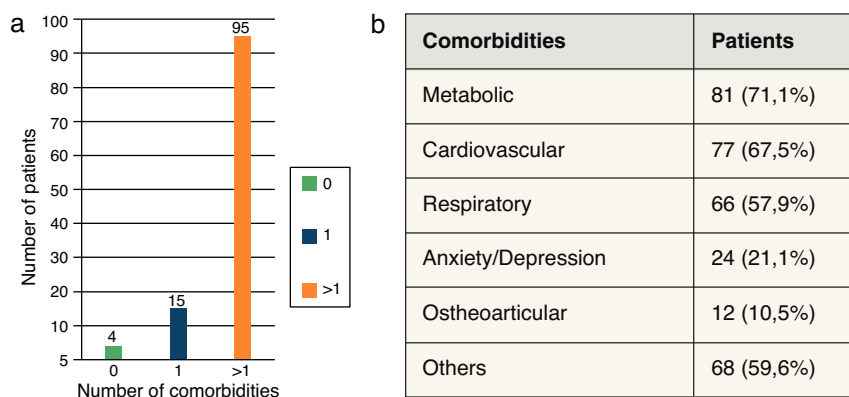 a
100
90
80
70
60
50
40
30
20
10
5
Number of patients
4
15
95
0
1
>1
Number of comorbidities
0
1
>1
b
Comorbidities Patients
Metabolic 81 (71,1%)
Cardiovascular 77 (67,5%)
Respiratory 66 (57,9%)
Anxiety/Depression 24 (21,1%)
Ostheoarticular 12 (10,5%)
Others 68 (59,6%)